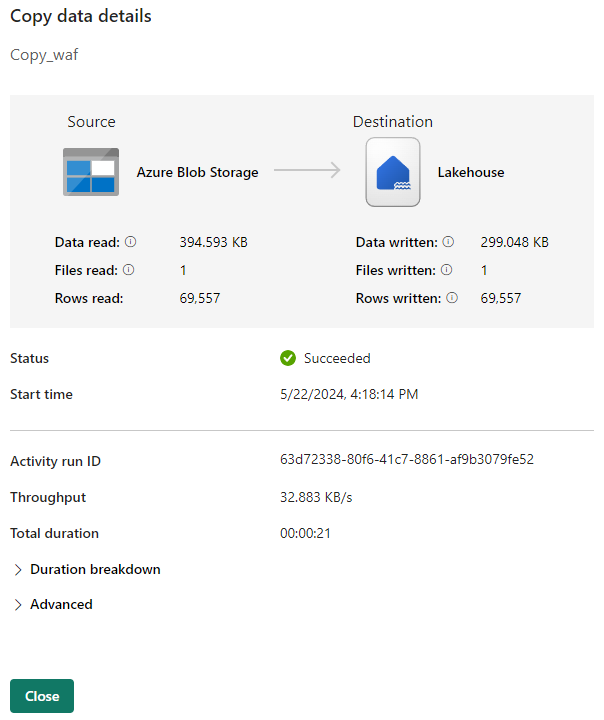 Copy data details
Copy_waf
Source
Destination
Azure Blob Storage
Lakehouse
Data read: 394.593 KB
Data written: 299.048 KB
Files read: 1
Files written: 1
Rows read: 69,557
Rows written: 69,557
Status Succeeded
Start time 5/22/2024, 4:18:14 PM
Activity run ID 63d72338-80f6-41c7-8861-af9b3079fe52
Throughput 32.883 KB/s
Total duration 00:00:21
Duration breakdown
Advanced
Close